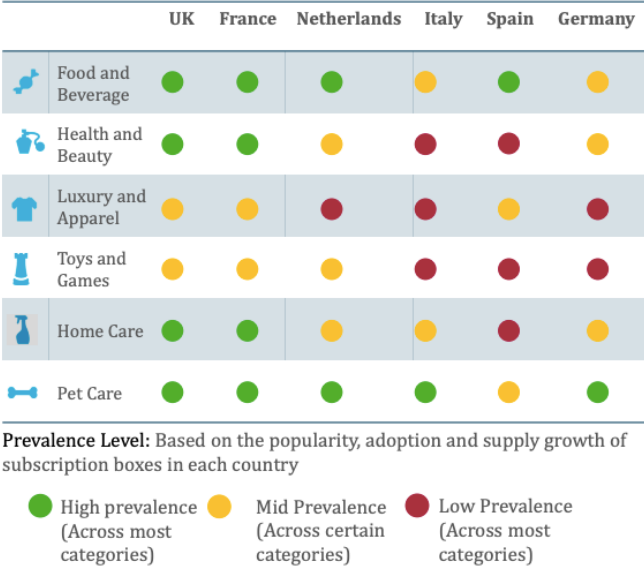 UK France Netherlands Italy Spain Germany
Food and
Beverage
Health and
Beauty
Luxury and
Apparel
Toys and
Games
Home Care
Pet Care
Prevalence Level: Based on the popularity, adoption and supply growth of
subscription boxes in each country
High prevalence
(Across most
categories)
Mid Prevalence
(Across certain
categories)
Low Prevalence
(Across most
categories)